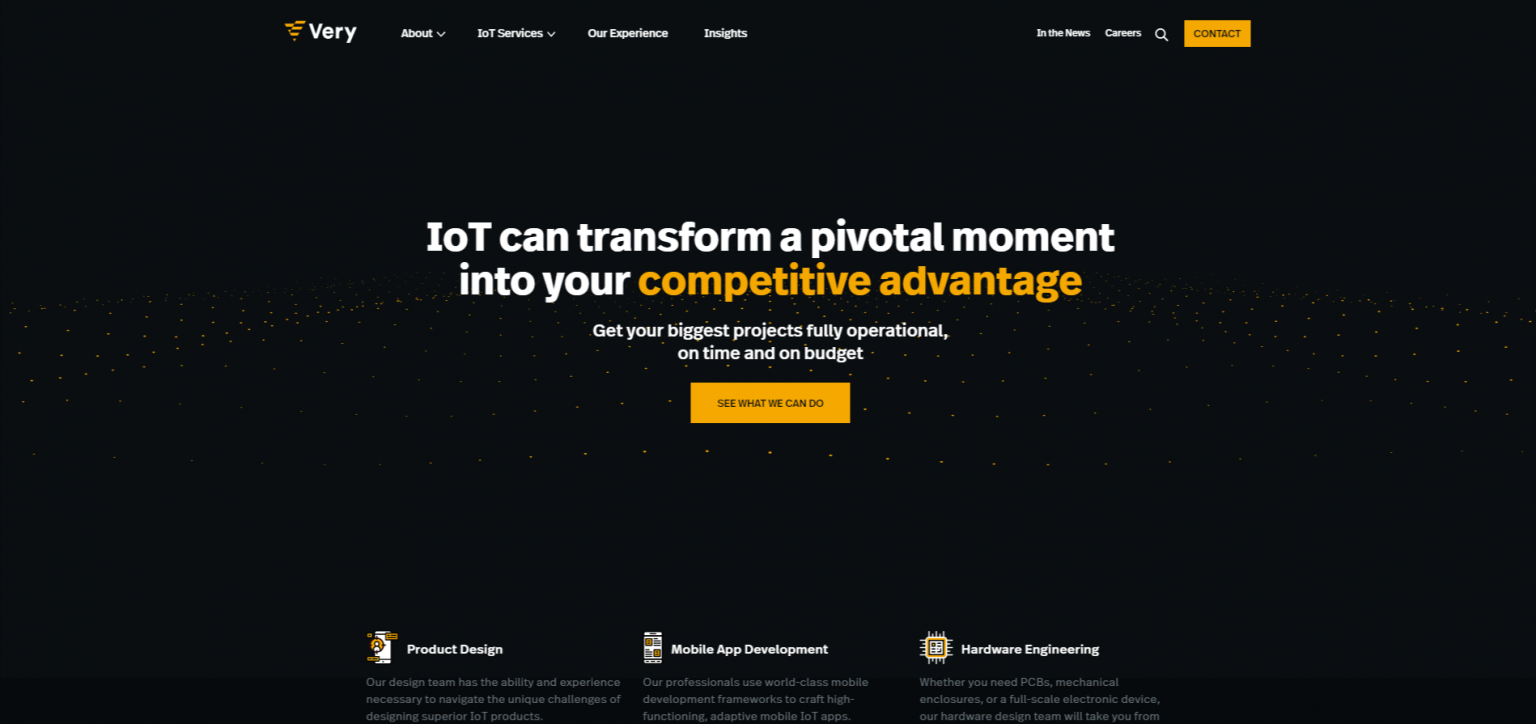 Very
About
IoT Services
Our Experience
Insights
In the News
Careers
CONTACT
IoT can transform a pivotal moment
into your competitive advantage
Get your biggest projects fully operational,
on time and on budget
SEE WHAT WE CAN DO
Product Design
Our design team has the ability and experience
necessary to navigate the unique challenges of
designing superior IoT products.
Mobile App Development
Our professionals use world-class mobile
development frameworks to craft high-
functioning, adaptive mobile IoT apps.
Hardware Engineering
Whether you need PCBs, mechanical
enclosures, or a full-scale electronic device,
our hardware design team will take you from